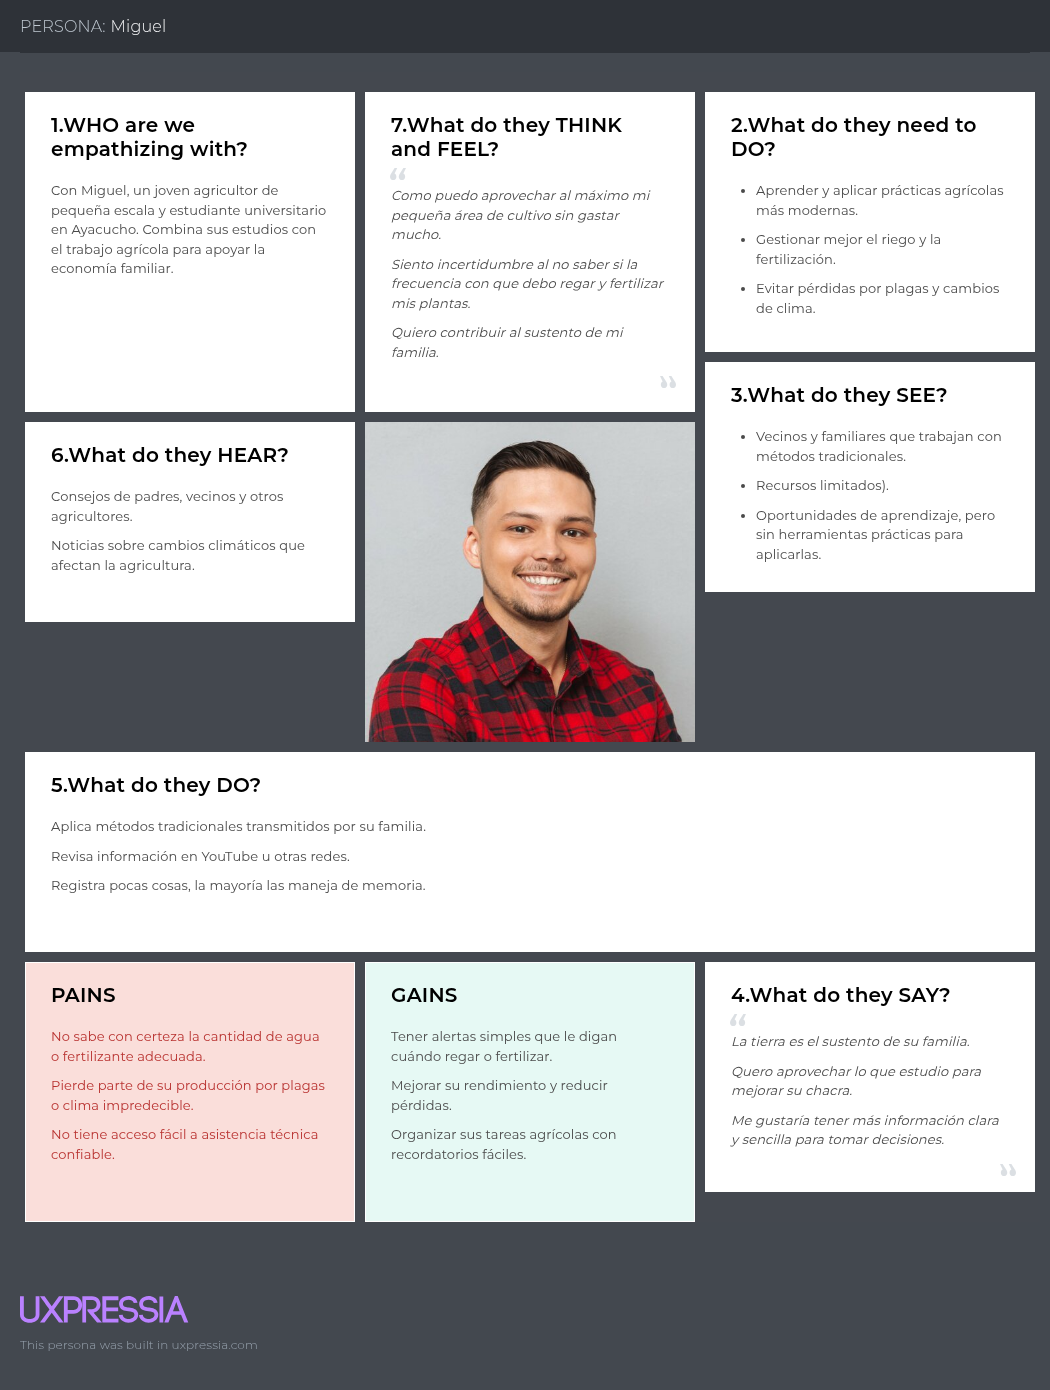 PERSONA: Miguel
1.WHO are we
empathizing with?
Con Miguel, un joven agricultor de
pequeña escala y estudiante universitario
en Ayacucho. Combina sus estudios con
el trabajo agrícola para apoyar la
economía familiar.
7.What do they THINK
and FEEL?
“
Como puedo aprovechar al máximo mi
pequeña área de cultivo sin gastar
mucho.
Siento incertidumbre al no saber si la
frecuencia con que debo regar y fertilizar
mis plantas.
Quiero contribuir al sustento de mi
familia.
”
2.What do they need to
DO?
• Aprender y aplicar prácticas agrícolas
más modernas.
• Gestionar mejor el riego y la
fertilización.
• Evitar pérdidas por plagas y cambios
de clima.
3.What do they SEE?
• Vecinos y familiares que trabajan con
métodos tradicionales.
• Recursos limitados).
• Oportunidades de aprendizaje, pero
sin herramientas prácticas para
aplicarlas.
6.What do they HEAR?
Consejos de padres, vecinos y otros
agricultores.
Noticias sobre cambios climáticos que
afectan la agricultura.
5.What do they DO?
Aplica métodos tradicionales transmitidos por su familia.
Revisa información en YouTube u otras redes.
Registra pocas cosas, la mayoría las maneja de memoria.
PAINS
No sabe con certeza la cantidad de agua
o fertilizante adecuada.
Pierde parte de su producción por plagas
o clima impredecible.
No tiene acceso fácil a asistencia técnica
confiable.
GAINS
Tener alertas simples que le digan
cuándo regar o fertilizar.
Mejorar su rendimiento y reducir
pérdidas.
Organizar sus tareas agrícolas con
recordatorios fáciles.
4.What do they SAY?
“
La tierra es el sustento de su familia.
Quero aprovechar lo que estudio para
mejorar su chacra.
Me gustaría tener más información clara
y sencilla para tomar decisiones.
”
UXPRESSIA
This persona was built in uxpressia.com